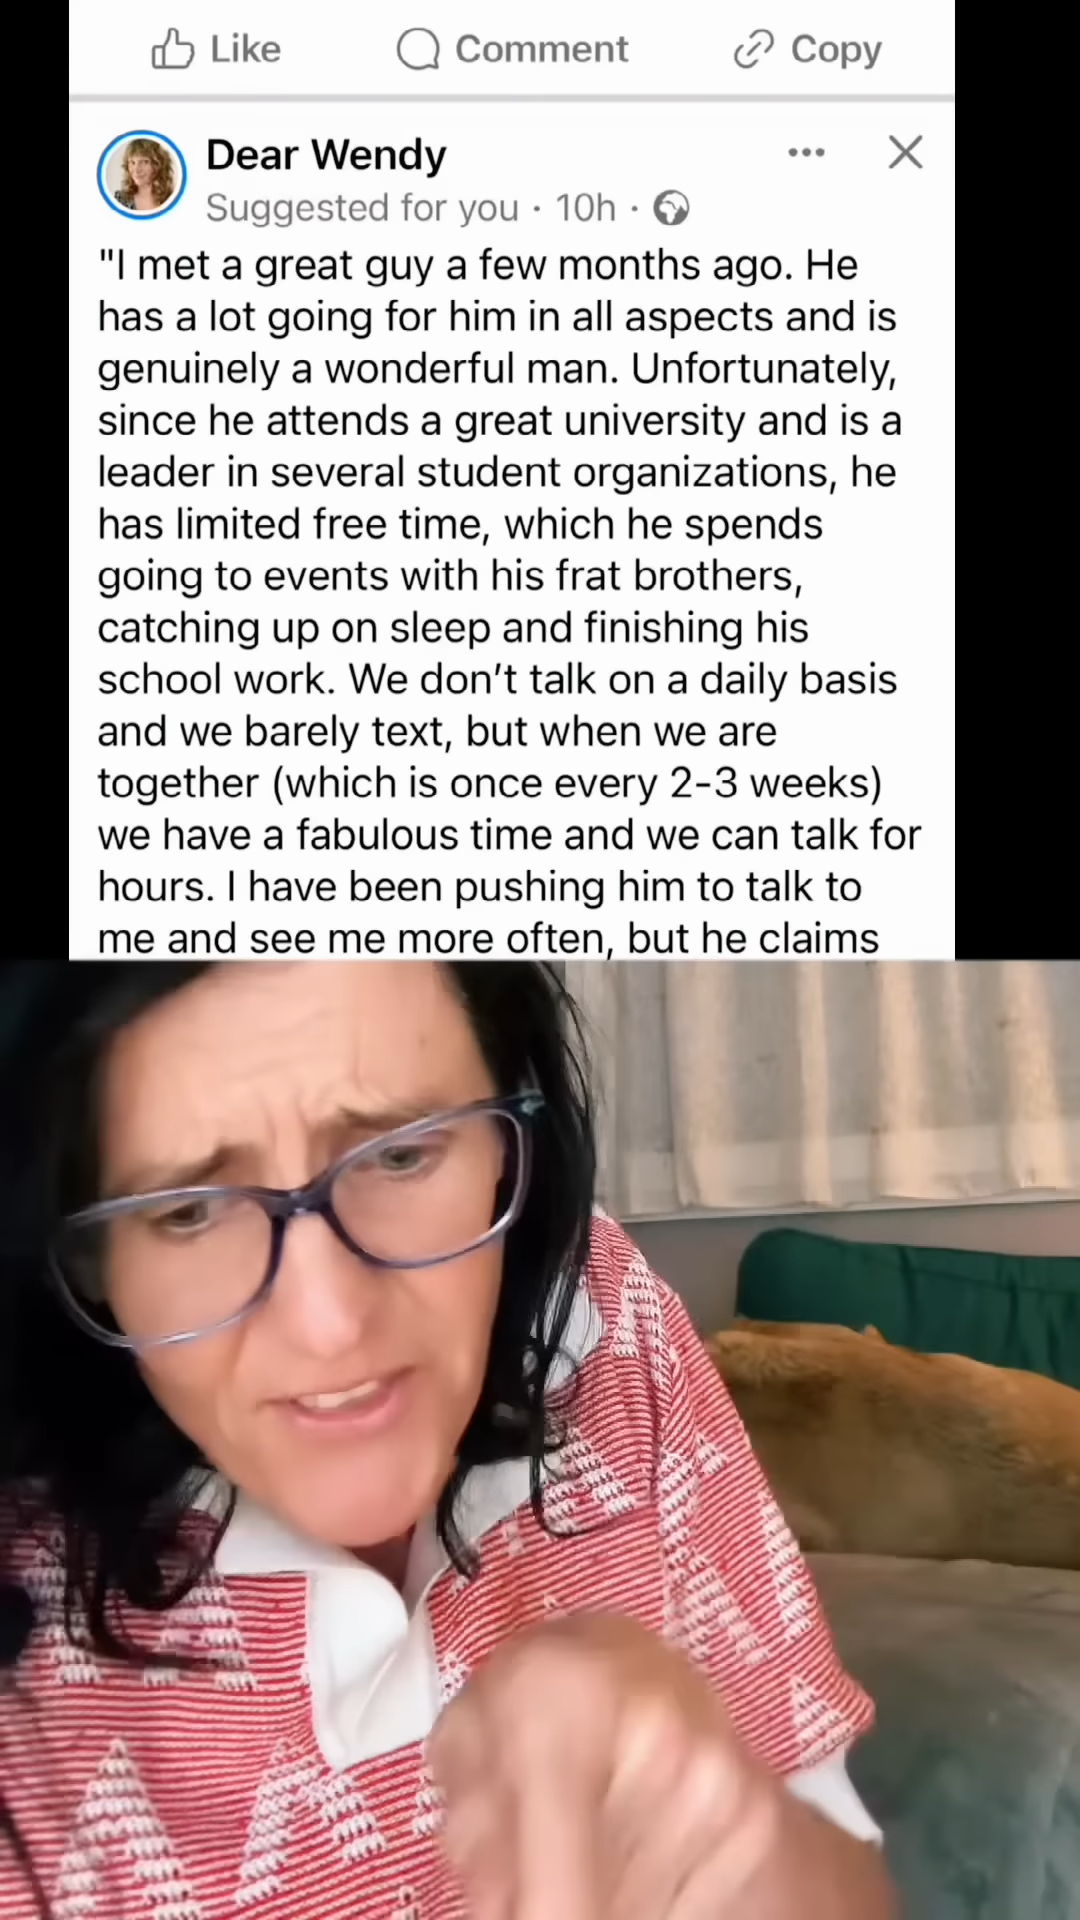 Like Comment Copy
Dear Wendy
Suggested for you · 10h ·
"I met a great guy a few months ago. He
has a lot going for him in all aspects and is
genuinely a wonderful man. Unfortunately,
since he attends a great university and is a
leader in several student organizations, he
has limited free time, which he spends
going to events with his frat brothers,
catching up on sleep and finishing his
school work. We don’t talk on a daily basis
and we barely text, but when we are
together (which is once every 2-3 weeks)
we have a fabulous time and we can talk for
hours. I have been pushing him to talk to
me and see me more often, but he claims